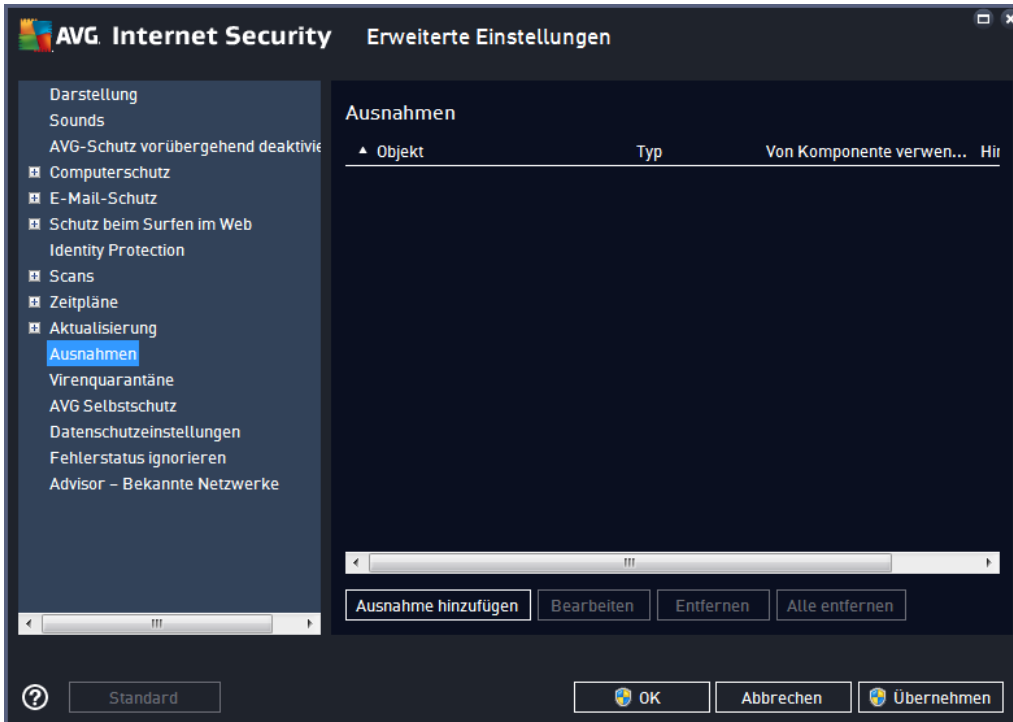 AVG. Internet Security Erweiterte Einstellungen
Darstellung
Sounds
AVG-Schutz vorübergehend deaktivie
Computerschutz
E-Mail-Schutz
Schutz beim Surfen im Web
Identity Protection
Scans
Zeitpläne
Aktualisierung
Ausnahmen
Virenquarantäne
AVG Selbstschutz
Datenschutzeinstellungen
Fehlerstatus ignorieren
Advisor – Bekannte Netzwerke
Ausnahmen
Objekt Typ Von Komponente verwen... Hin
Ausnahme hinzufügen Bearbeiten Entfernen Alle entfernen
? Standard OK Abbrechen Übernehmen